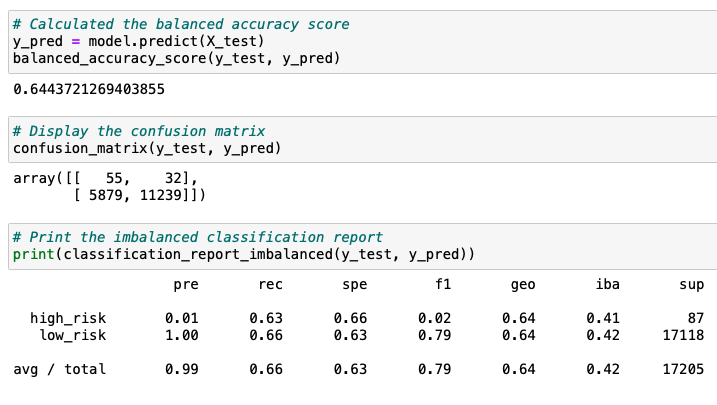 # Calculated the balanced accuracy score
y_pred = model.predict(X_test)
balanced_accuracy_score(y_test, y_pred)
0.6443721269403855
# Display the confusion matrix
confusion_matrix(y_test, y_pred)
array([[   55,    32],
       [ 5879, 11239]])
# Print the imbalanced classification report
print(classification_report_imbalanced(y_test, y_pred))
                   pre       rec       spe        f1       geo       iba       sup
  high_risk       0.01      0.63      0.66      0.02      0.64      0.41        87
   low_risk       1.00      0.66      0.63      0.79      0.64      0.42     17118
avg / total       0.99      0.66      0.63      0.79      0.64      0.42     17205